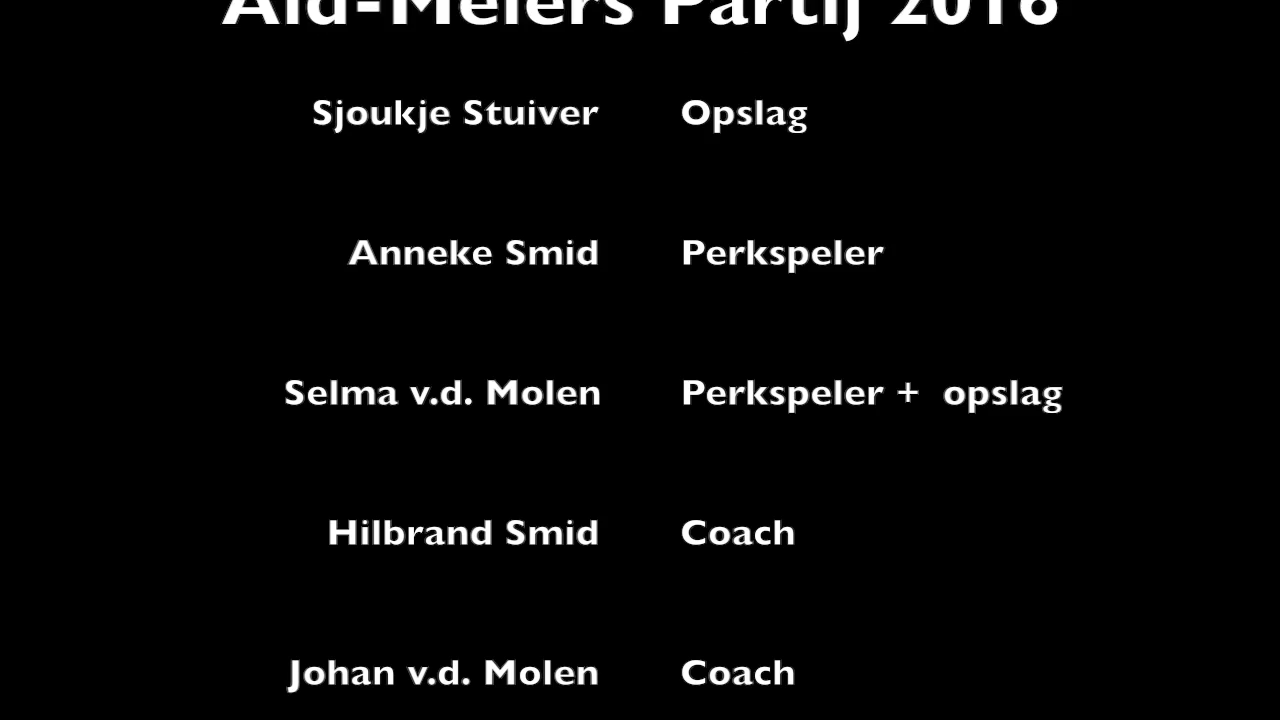 Ald-Meiers Partij 2016
Sjoukje Stuiver Opslag
Anneke Smid Perkspeler
Selma v.d. Molen Perkspeler + opslag
Hilbrand Smid Coach
Johan v.d. Molen Coach